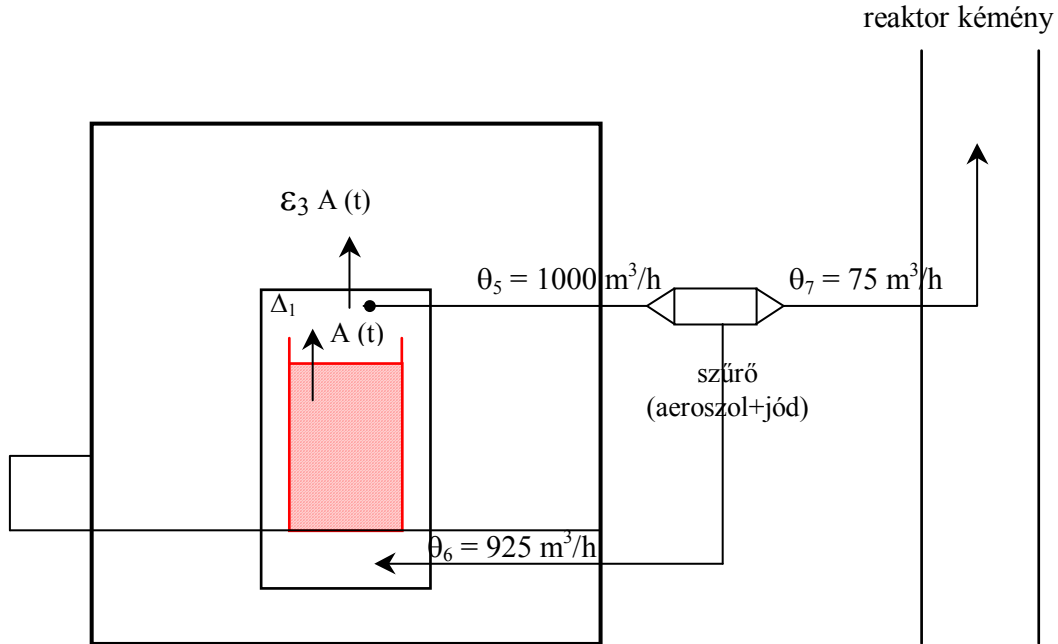 reaktor kémény
ε₃ A (t)
θ₅ = 1000 m³/h
θ₇ = 75 m³/h
Δ₁
A (t)
szűrő
(aeroszol+jód)
θ₆ = 925 m³/h